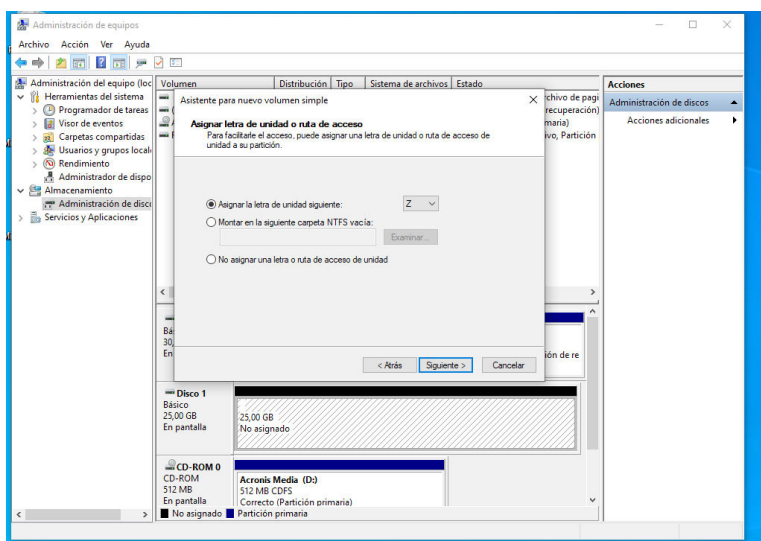 Administración de equipos
Archivo Acción Ver Ayuda
Administración del equipo (loc
Herramientas del sistema
Programador de tareas
Visor de eventos
Carpetas compartidas
Usuarios y grupos locale
Rendimiento
Administrador de dispo
Almacenamiento
Administración de disco
Servicios y Aplicaciones
Volumen Distribución Tipo Sistema de archivos Estado
chivo de pagi
recuperación)
maria)
ivo, Partición
Asistente para nuevo volumen simple
Asignar letra de unidad o ruta de acceso
Para facilitarle el acceso, puede asignar una letra de unidad o ruta de acceso de
unidad a su partición.
Asignar la letra de unidad siguiente: Z
Montar en la siguiente carpeta NTFS vacía:
Examinar...
No asignar una letra o ruta de acceso de unidad
< Atrás Siguiente > Cancelar
Bá
30,
En
ión de re
Disco 1
Básico
25,00 GB
En pantalla
25,00 GB
No asignado
CD-ROM 0
CD-ROM
512 MB
En pantalla
Acronis Media (D:)
512 MB CDFS
Correcto (Partición primaria)
No asignado Partición primaria
Acciones
Administración de discos
Acciones adicionales